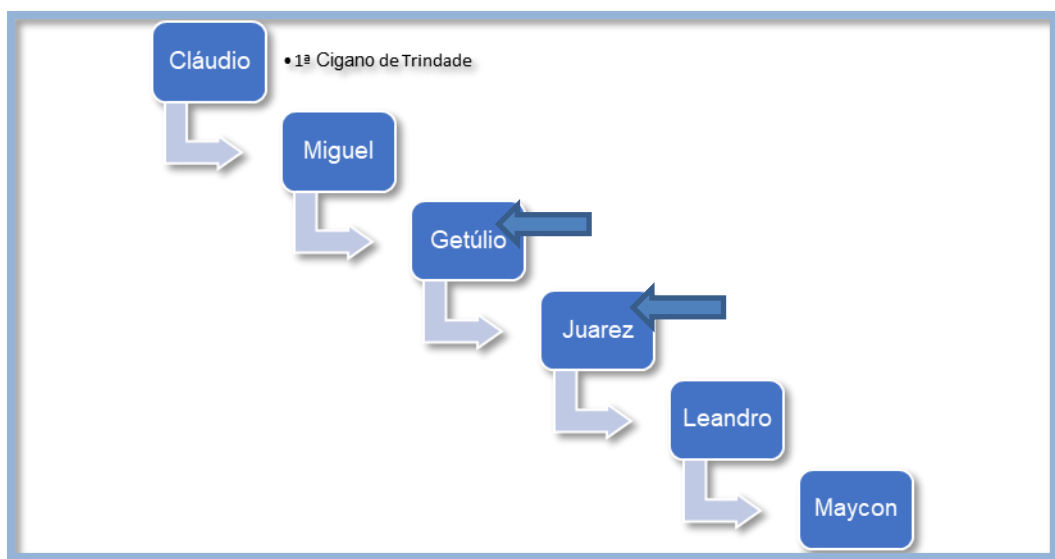 Cláudio
•1ª Cigano de Trindade
Miguel
Getúlio
Juarez
Leandro
Maycon